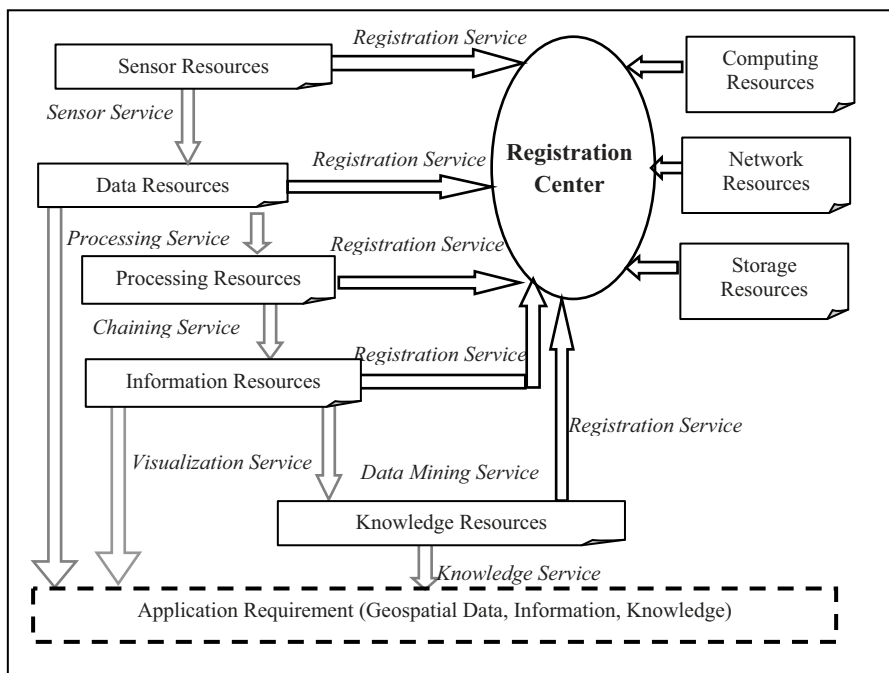 Registration Service
Sensor Resources
Computing
Resources
Sensor Service
Registration Service
Registration
Center
Network
Resources
Data Resources
Processing Service
Registration Service
Processing Resources
Storage
Resources
Chaining Service
Registration Service
Information Resources
Registration Service
Visualization Service
Data Mining Service
Knowledge Resources
Knowledge Service
Application Requirement (Geospatial Data, Information, Knowledge)